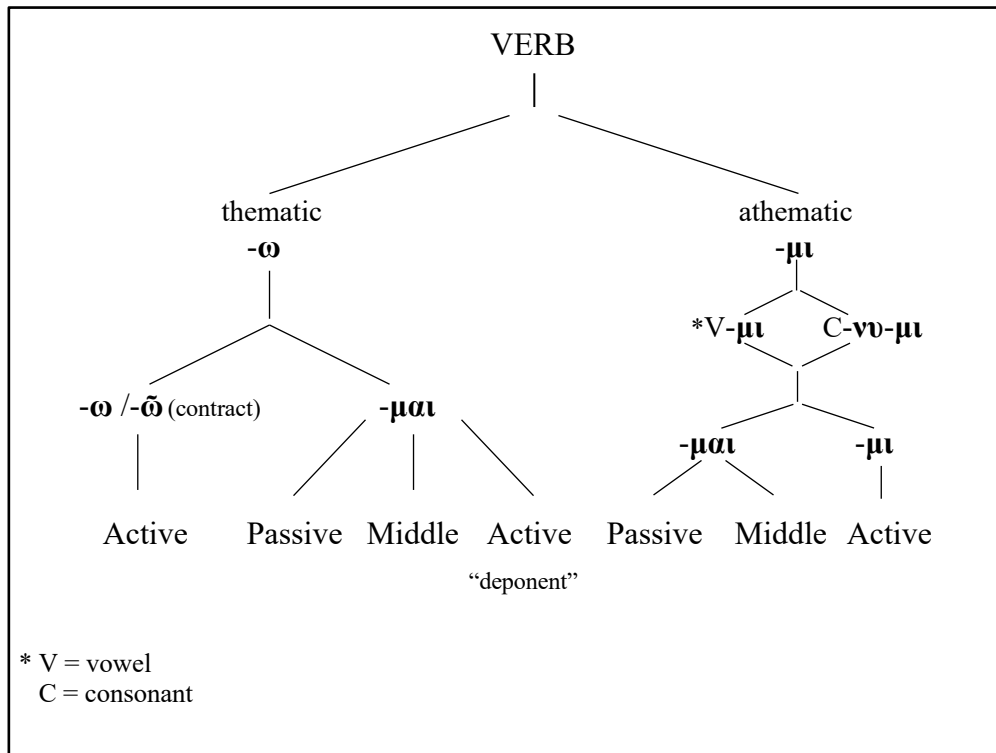 VERB
thematic athematic
-ω -μι
*V-μι C-νυ-μι
-ω /-ῶ (contract) -μαι
-μαι -μι
Active Passive Middle Active Passive Middle Active
“deponent”
* V = vowel
C = consonant